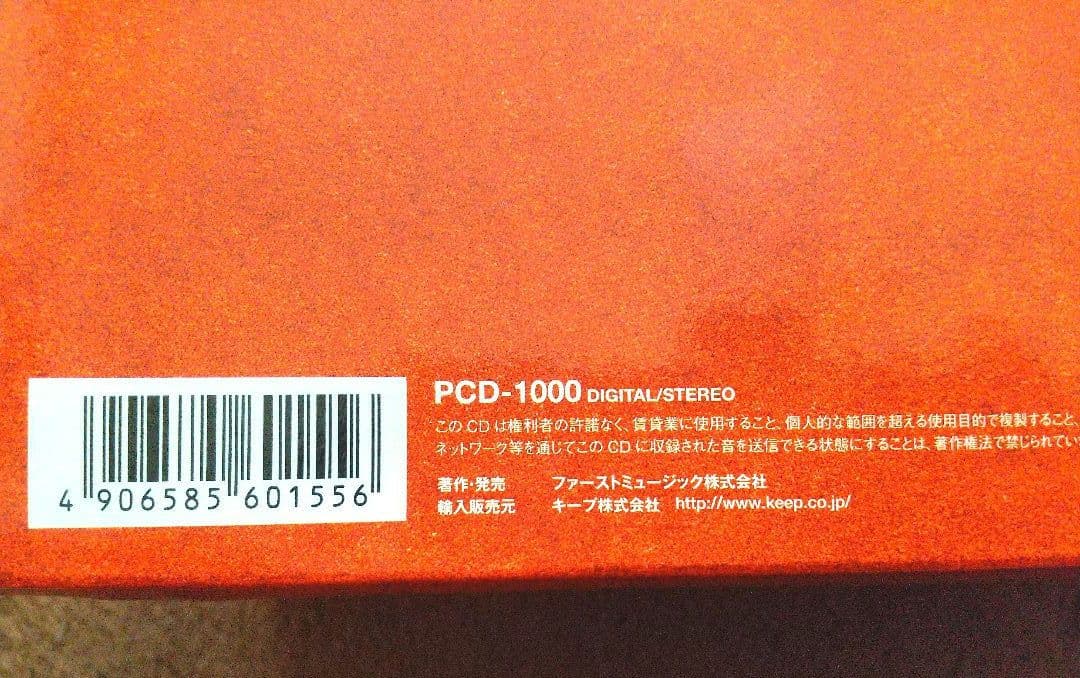 PCD-1000 DIGITAL/STEREO
この CD は権利者の許諾なく、賃貸業に使用すること、個人的な範囲を超える使用目的で複製すること、
ネットワーク等を通じてこの CD に収録された音を送信できる状態にすることは、著作権法で禁じられてい
著作・発売 ファーストミュージック株式会社
輸入販売元 キープ株式会社 http://www.keep.co.jp/
4 906585 601556